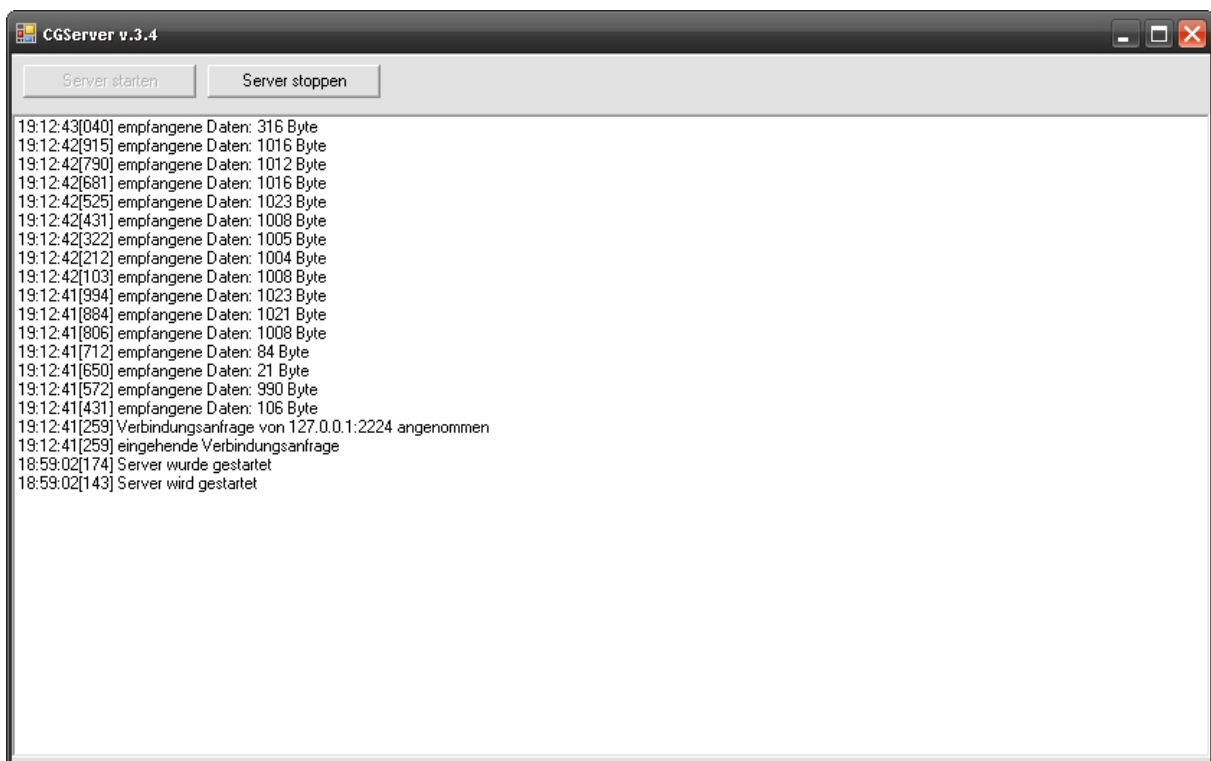 CGServer v.3.4
Server starten
Server stoppen
19:12:43[040] empfangene Daten: 316 Byte
19:12:42[915] empfangene Daten: 1016 Byte
19:12:42[790] empfangene Daten: 1012 Byte
19:12:42[681] empfangene Daten: 1016 Byte
19:12:42[525] empfangene Daten: 1023 Byte
19:12:42[431] empfangene Daten: 1008 Byte
19:12:42[322] empfangene Daten: 1005 Byte
19:12:42[212] empfangene Daten: 1004 Byte
19:12:42[103] empfangene Daten: 1008 Byte
19:12:41[994] empfangene Daten: 1023 Byte
19:12:41[884] empfangene Daten: 1021 Byte
19:12:41[806] empfangene Daten: 1008 Byte
19:12:41[712] empfangene Daten: 84 Byte
19:12:41[650] empfangene Daten: 21 Byte
19:12:41[572] empfangene Daten: 990 Byte
19:12:41[431] empfangene Daten: 106 Byte
19:12:41[259] Verbindungsanfrage von 127.0.0.1:2224 angenommen
19:12:41[259] eingehende Verbindungsanfrage
18:59:02[174] Server wurde gestartet
18:59:02[143] Server wird gestartet